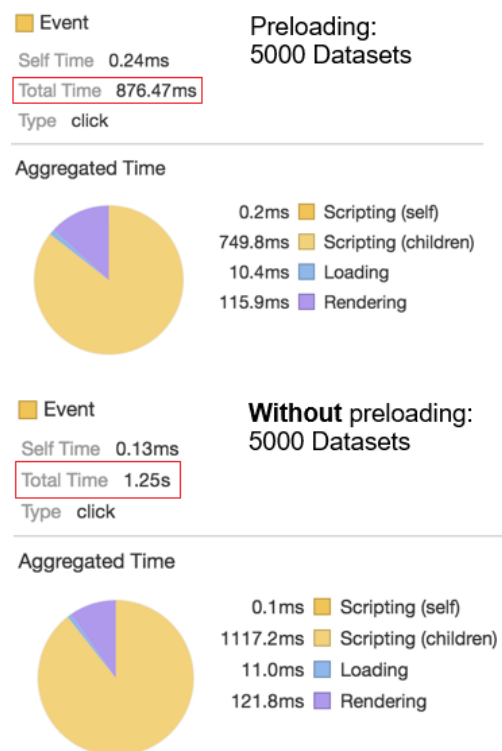 Event
Preloading:
5000 Datasets
Self Time 0.24ms
Total Time 876.47ms
Type click
Aggregated Time
0.2ms Scripting (self)
749.8ms Scripting (children)
10.4ms Loading
115.9ms Rendering
Event
Without preloading:
5000 Datasets
Self Time 0.13ms
Total Time 1.25s
Type click
Aggregated Time
0.1ms Scripting (self)
1117.2ms Scripting (children)
11.0ms Loading
121.8ms Rendering